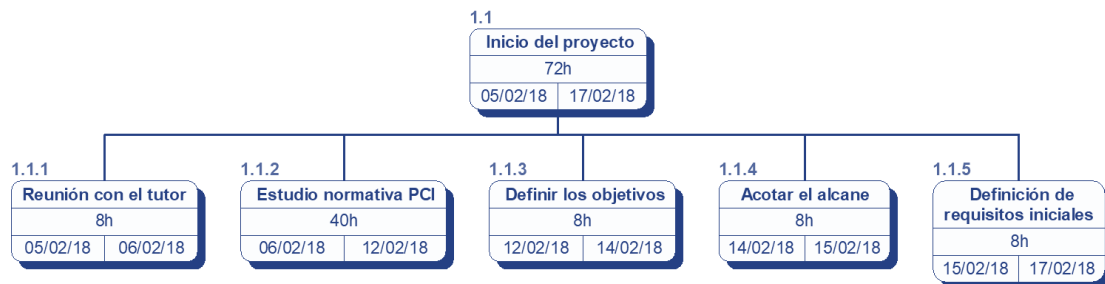 1.1
Inicio del proyecto
72h
05/02/18 17/02/18
1.1.1
Reunión con el tutor
8h
05/02/18 06/02/18
1.1.2
Estudio normativa PCI
40h
06/02/18 12/02/18
1.1.3
Definir los objetivos
8h
12/02/18 14/02/18
1.1.4
Acotar el alcane
8h
14/02/18 15/02/18
1.1.5
Definición de
requisitos iniciales
8h
15/02/18 17/02/18